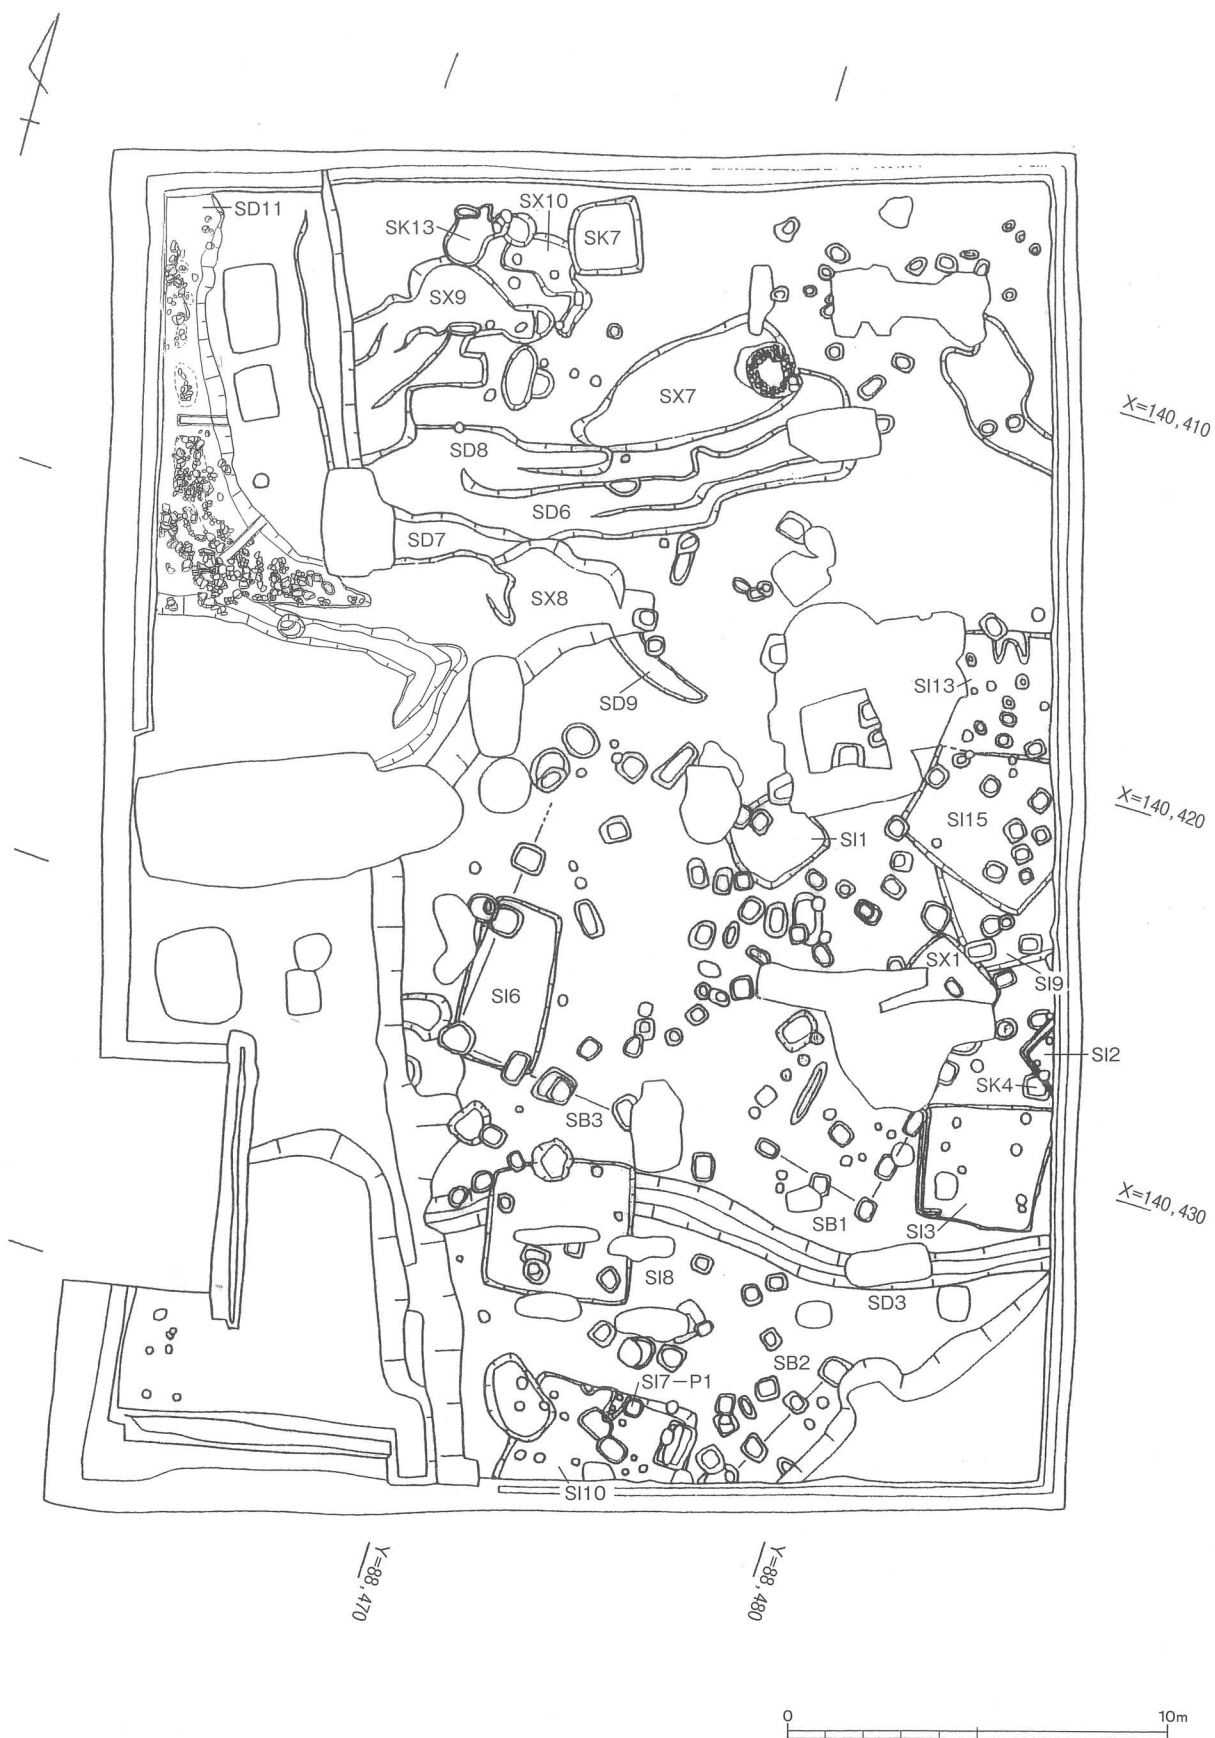 SD11
SX10
SK13
SK7
SX9
SX7
X=140,410
SD8
SD6
SD7
SX8
SI13
SD9
X=140,420
SI15
SI1
SX1
SI9
SI6
SI2
SK4
SB3
X=140,430
SB1
SI3
SI8
SD3
SB2
SI7-P1
SI10
Y=88,470
Y=88,480
0
10m